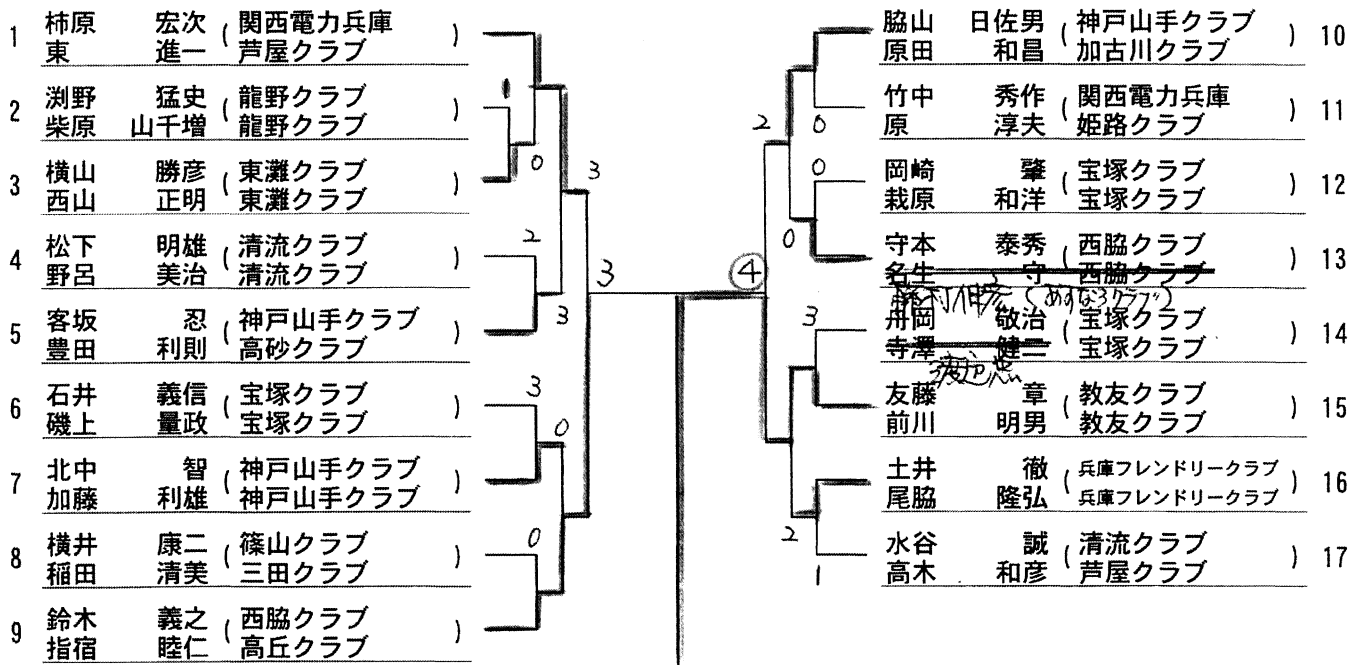 1 柿原 宏次 ( 関西電力兵庫 )
東 進一 芦屋クラブ
2 渕野 猛史 ( 龍野クラブ )
柴原 山千増 龍野クラブ
3 横山 勝彦 ( 東灘クラブ )
西山 正明 東灘クラブ
4 松下 明雄 ( 清流クラブ )
野呂 美治 清流クラブ
5 客坂 忍 ( 神戸山手クラブ )
豊田 利則 高砂クラブ
6 石井 義信 ( 宝塚クラブ )
磯上 量政 宝塚クラブ
7 北中 智 ( 神戸山手クラブ )
加藤 利雄 神戸山手クラブ
8 横井 康二 ( 篠山クラブ )
稲田 清美 三田クラブ
9 鈴木 義之 ( 西脇クラブ )
指宿 睦仁 高丘クラブ
1
0
3
2
3
3
3
0
0
④
2
0
0
0
3
2
1
脇山 日佐男 ( 神戸山手クラブ ) 10
原田 和昌 加古川クラブ
竹中 秀作 ( 関西電力兵庫 ) 11
原 淳夫 姫路クラブ
岡崎 肇 ( 宝塚クラブ ) 12
栽原 和洋 宝塚クラブ
守本 泰秀 ( 西脇クラブ ) 13
名生 守 西脇クラブ
村伸彦 (あすなろクラブ)
舟岡 敬治 ( 宝塚クラブ ) 14
寺澤 健二 宝塚クラブ
渡辺
友藤 章 ( 教友クラブ ) 15
前川 明男 教友クラブ
土井 徹 ( 兵庫フレンドリークラブ ) 16
尾脇 隆弘 兵庫フレンドリークラブ
水谷 誠 ( 清流クラブ ) 17
高木 和彦 芦屋クラブ